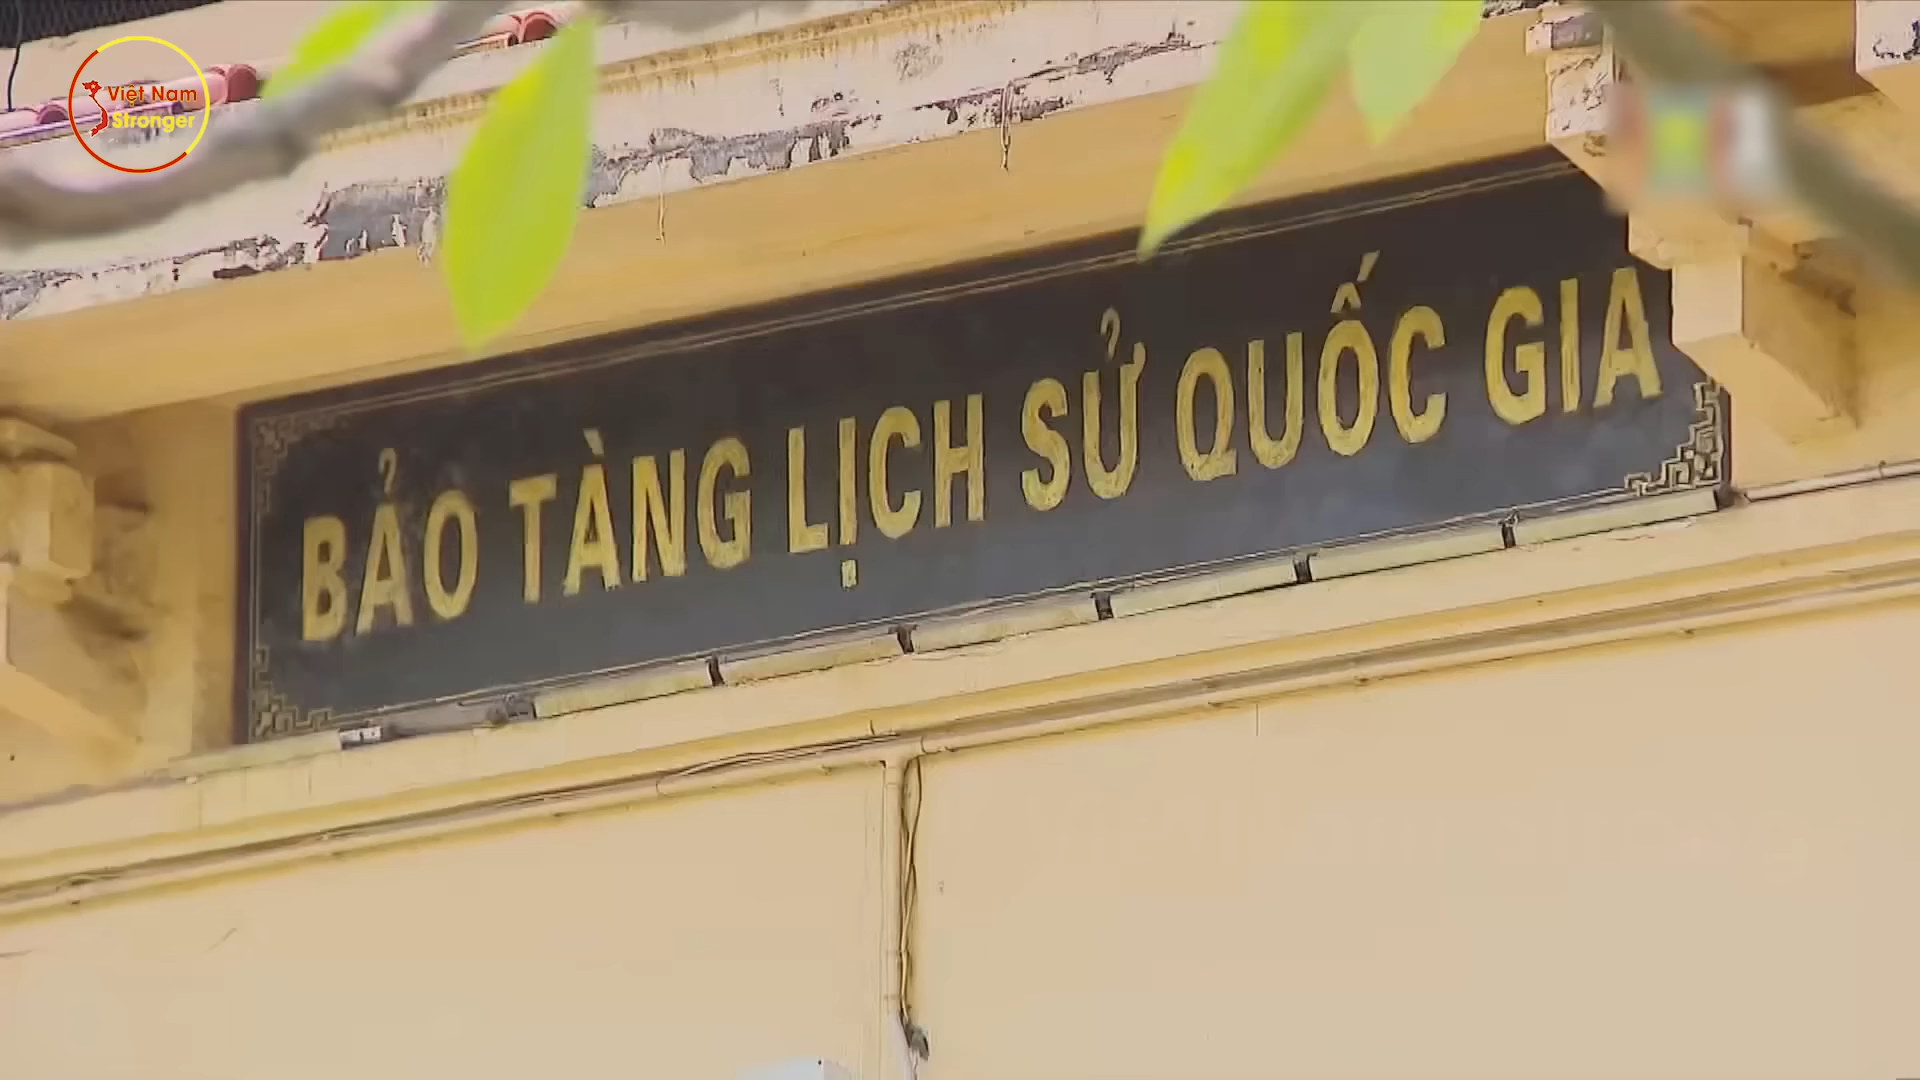 Việt Nam
Stronger
BẢO TÀNG LỊCH SỬ QUỐC GIA